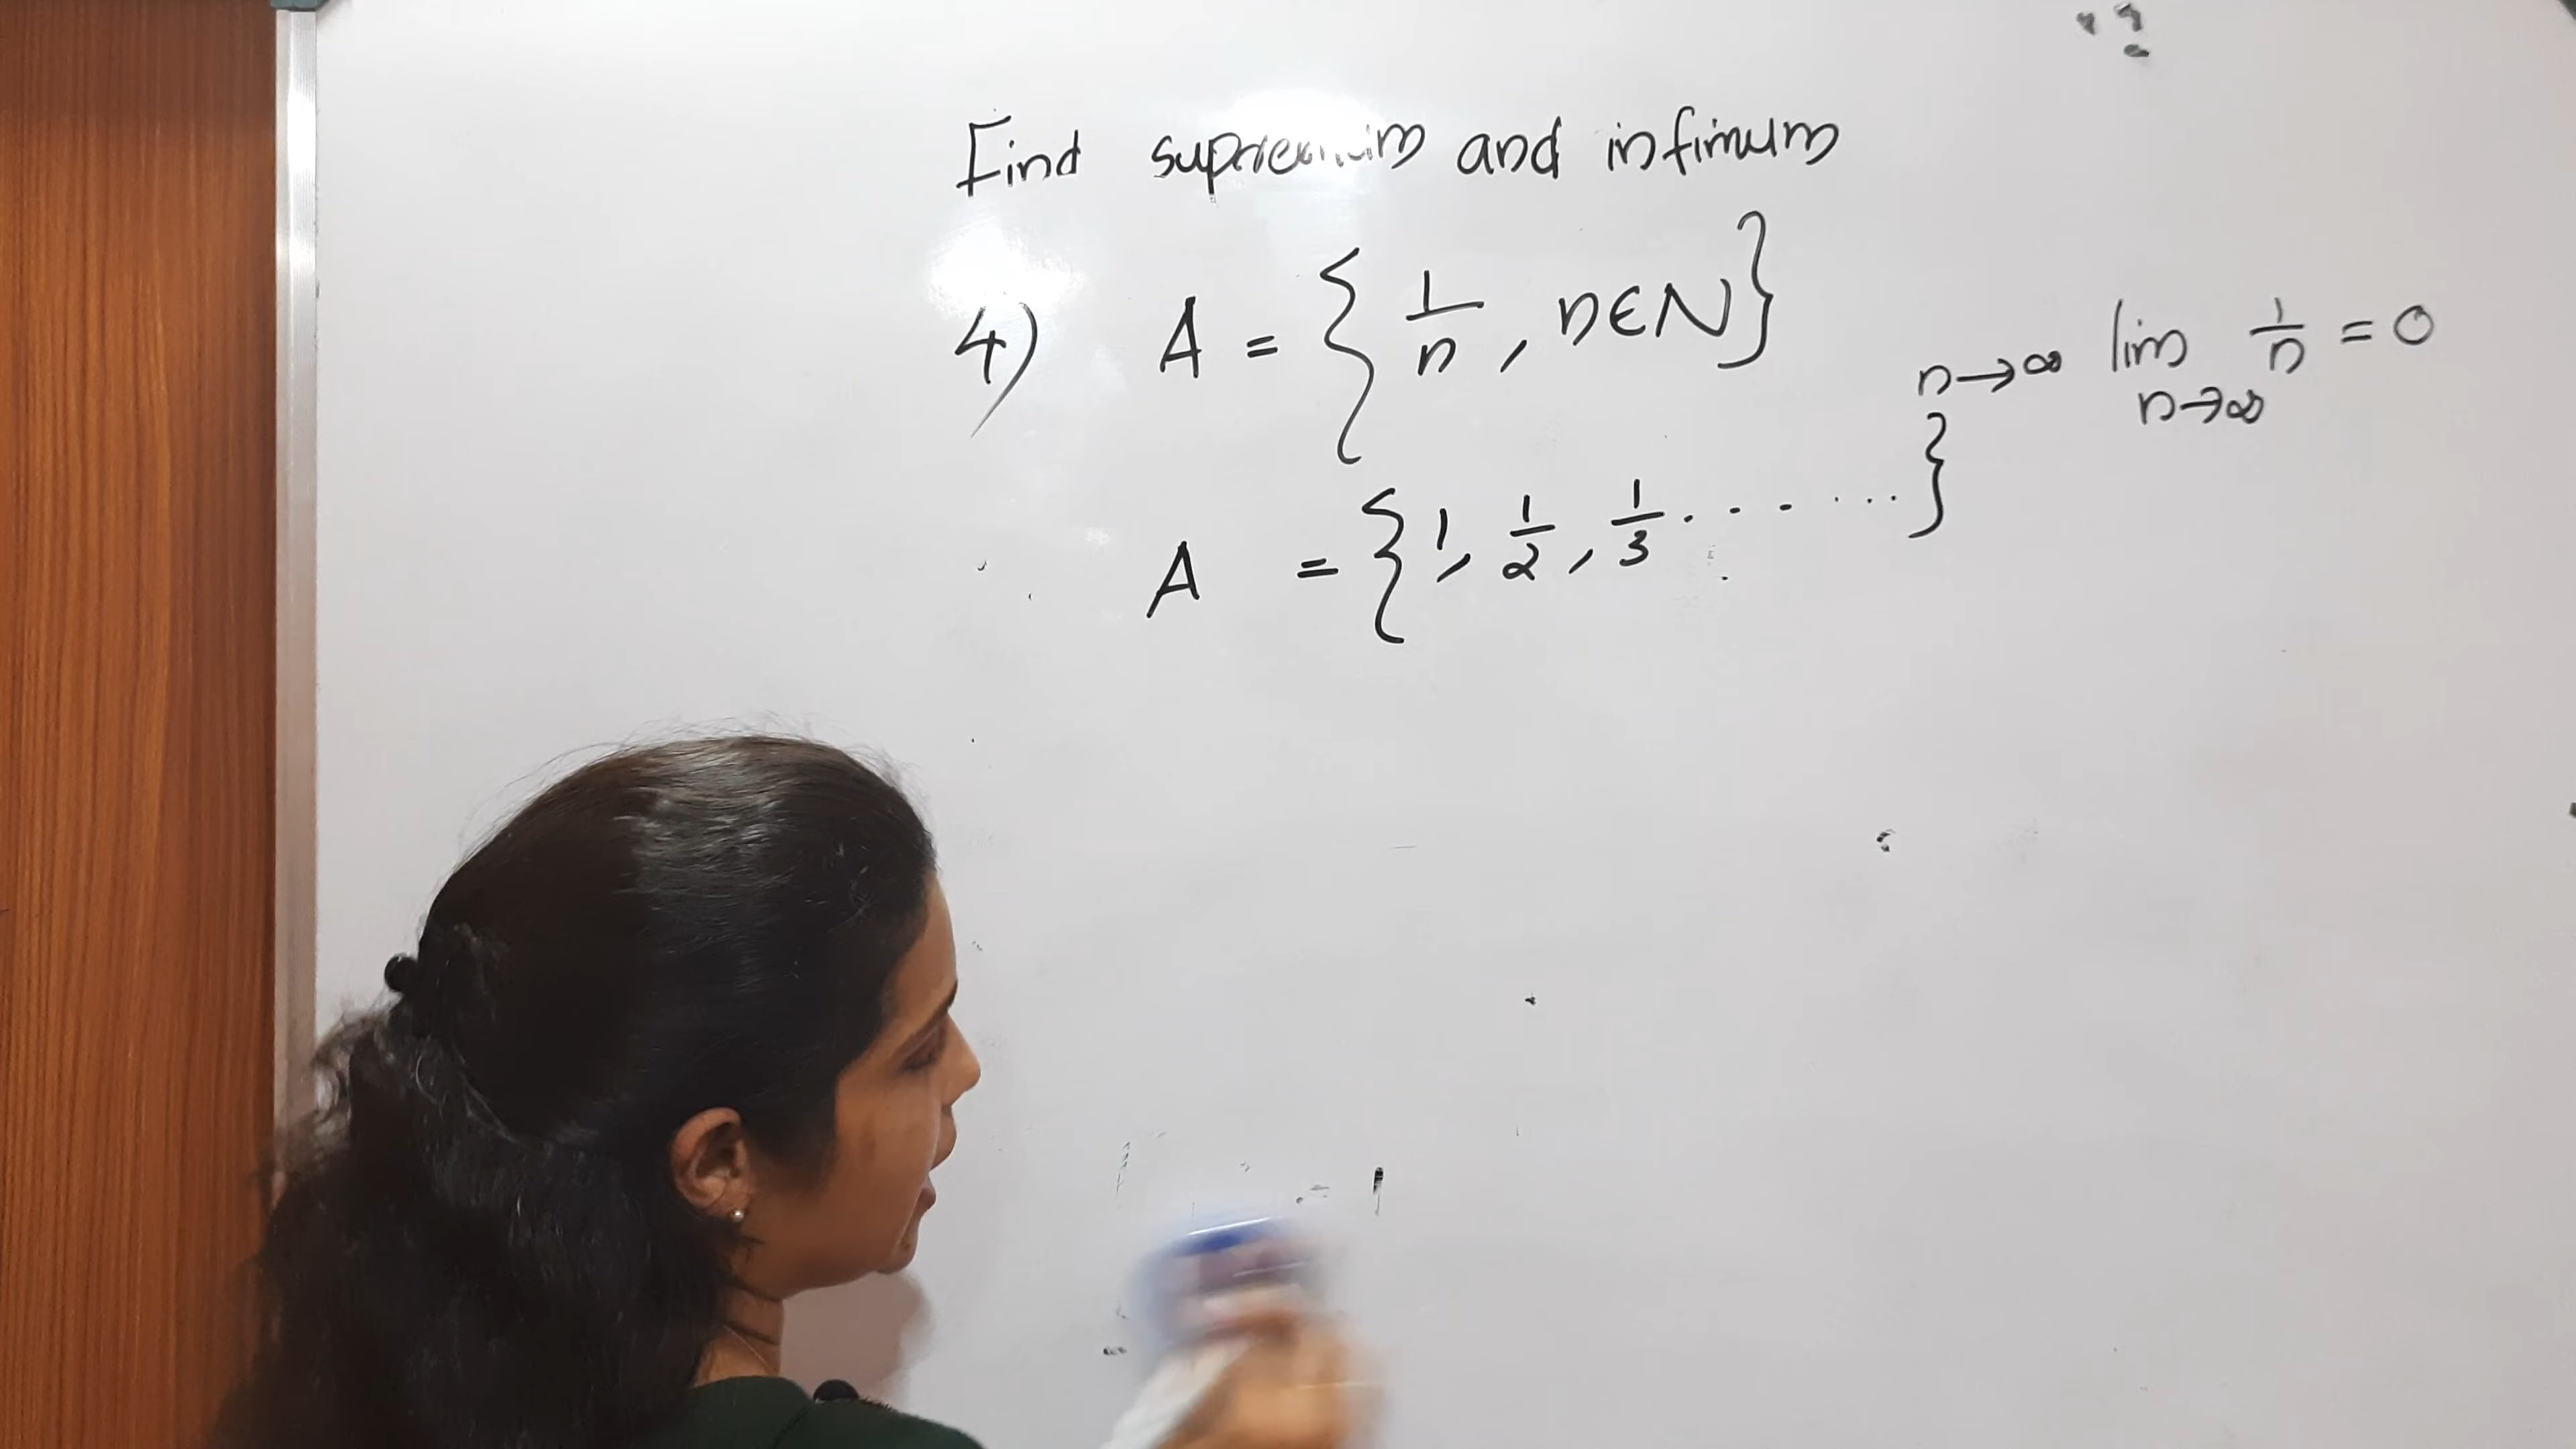 Find supremum and infimum
4) A = { 1/n , n∈N }
n→∞ lim n→∞ 1/n = 0
A = { 1, 1/2, 1/3 . . . . . . . }